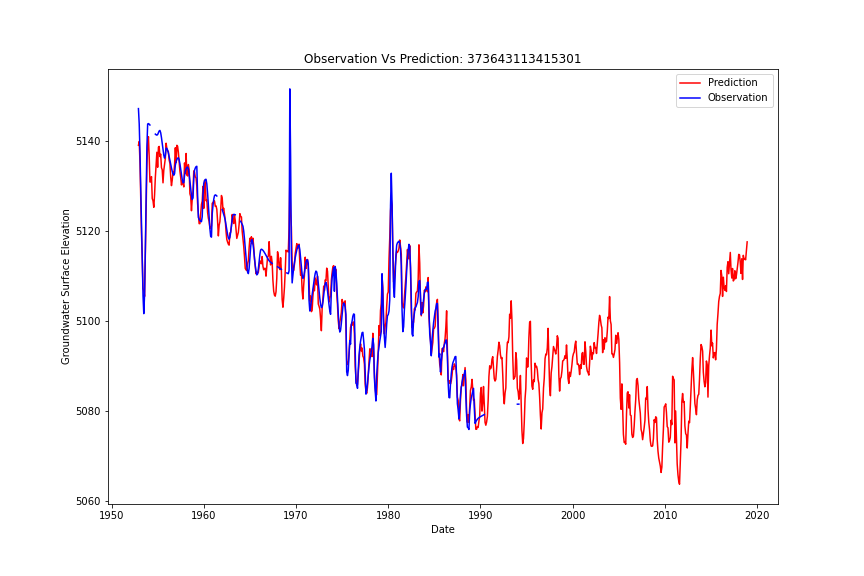 Observation Vs Prediction: 373643113415301
Prediction
Observation
Groundwater Surface Elevation
5140
5120
5100
5080
5060
1950
1960
1970
1980
1990
2000
2010
2020
Date